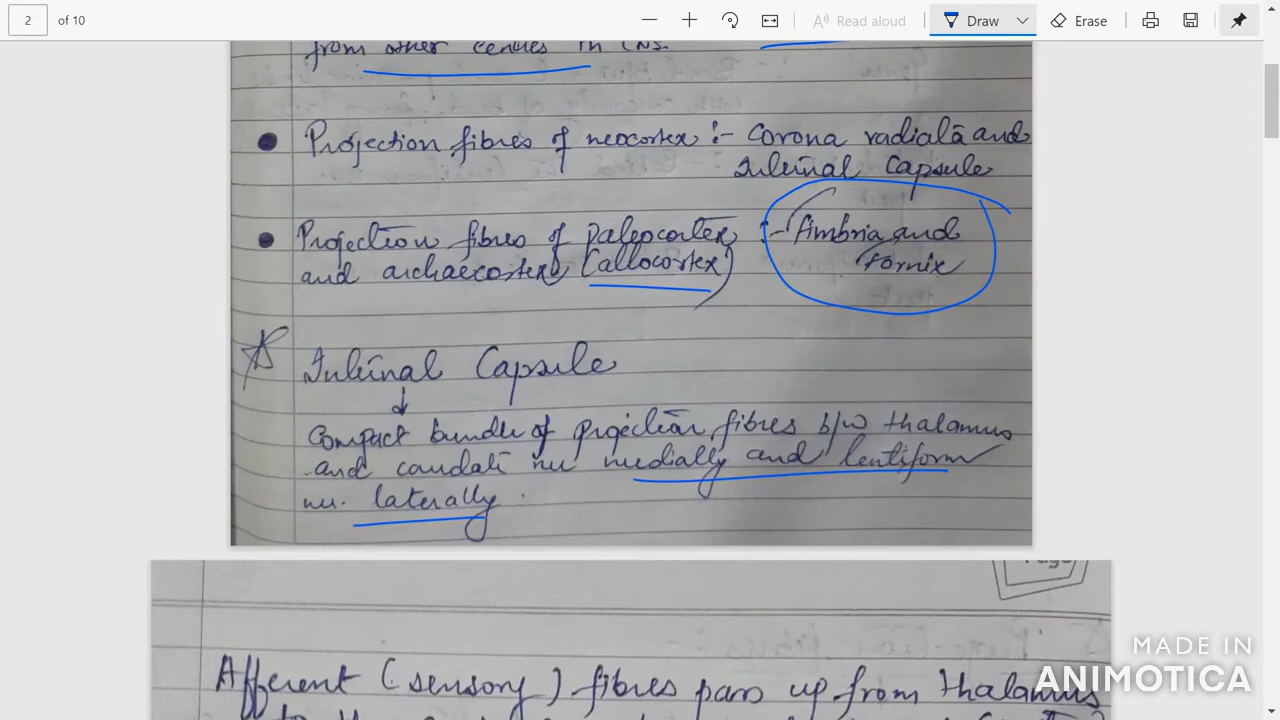 2 of 10 Read aloud Draw Erase
from other centres in CNS.
Projection fibres of neocortex :- Corona radiata and
Internal Capsule
Projection fibres of paleocortex :- fimbria and
and archaecortex (allocortex) fornix
Internal Capsule
Compact bundle of projection fibres b/w thalamus
and caudate nu medially and lentiform
nu. laterally.
Page
Afferent (sensory) fibres pass up from thalamus
MADE IN
ANIMOTICA